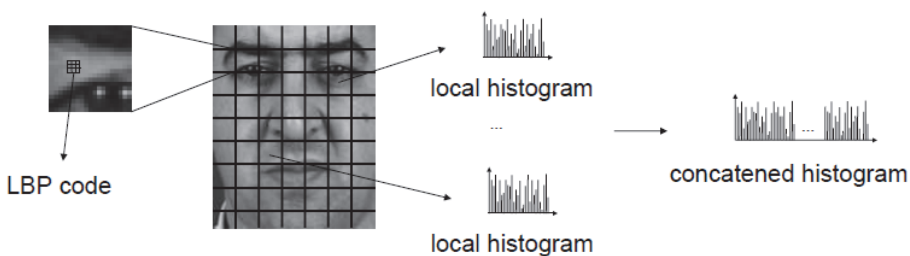 LBP code
local histogram
...
local histogram
...
concatened histogram